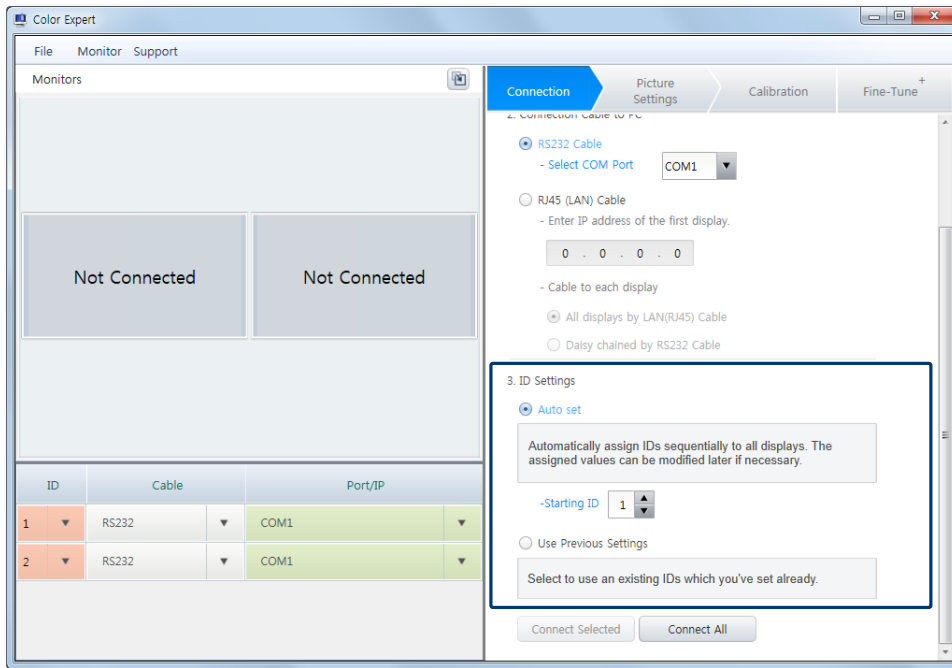 Color Expert
File Monitor Support
Monitors
Not Connected Not Connected
ID Cable Port/IP
1 RS232 COM1
2 RS232 COM1
Connection Picture Settings Calibration Fine-Tune +
2. Connection Cable to PC
RS232 Cable
- Select COM Port COM1
RJ45 (LAN) Cable
- Enter IP address of the first display.
0 . 0 . 0 . 0
- Cable to each display
All displays by LAN(RJ45) Cable
Daisy chained by RS232 Cable
3. ID Settings
Auto set
Automatically assign IDs sequentially to all displays. The
assigned values can be modified later if necessary.
-Starting ID 1
Use Previous Settings
Select to use an existing IDs which you've set already.
Connect Selected Connect All